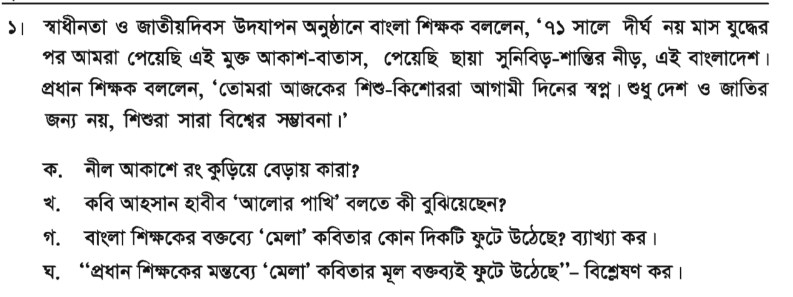 ১। স্বাধীনতা ও জাতীয়দিবস উদযাপন অনুষ্ঠানে বাংলা শিক্ষক বললেন, ‘৭১ সালে দীর্ঘ নয় মাস যুদ্ধের
পর আমরা পেয়েছি এই মুক্ত আকাশ-বাতাস, পেয়েছি ছায়া সুনিবিড়-শান্তির নীড়, এই বাংলাদেশ।
প্রধান শিক্ষক বললেন, ‘তোমরা আজকের শিশু-কিশোররা আগামী দিনের স্বপ্ন। শুধু দেশ ও জাতির
জন্য নয়, শিশুরা সারা বিশ্বের সম্ভাবনা।’
ক. নীল আকাশে রং কুড়িয়ে বেড়ায় কারা?
খ. কবি আহসান হাবীব ‘আলোর পাখি’ বলতে কী বুঝিয়েছেন?
গ. বাংলা শিক্ষকের বক্তব্যে ‘মেলা’ কবিতার কোন দিকটি ফুটে উঠেছে? ব্যাখ্যা কর।
ঘ. “প্রধান শিক্ষকের মন্তব্যে ‘মেলা’ কবিতার মূল বক্তব্যই ফুটে উঠেছে”– বিশ্লেষণ কর।